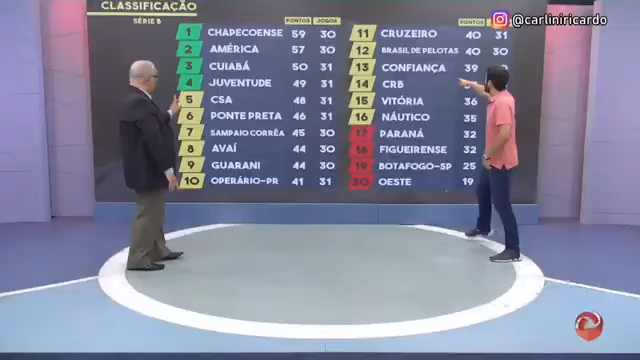 CLASSIFICAÇÃO
SÉRIE B
@carliniricardo
PONTOS JOGOS
1 CHAPECOENSE 59 30
2 AMÉRICA 57 30
3 CUIABÁ 50 31
4 JUVENTUDE 49 31
5 CSA 48 31
6 PONTE PRETA 46 31
7 SAMPAIO CORRÊA 45 30
8 AVAÍ 44 30
9 GUARANI 44 30
10 OPERÁRIO-PR 41 31
PONTOS
11 CRUZEIRO 40 31
12 BRASIL DE PELOTAS 40 30
13 CONFIANÇA 39
14 CRB
15 VITÓRIA 36
16 NÁUTICO 35
17 PARANÁ 32
18 FIGUEIRENSE 32
19 BOTAFOGO-SP 25
20 OESTE 19